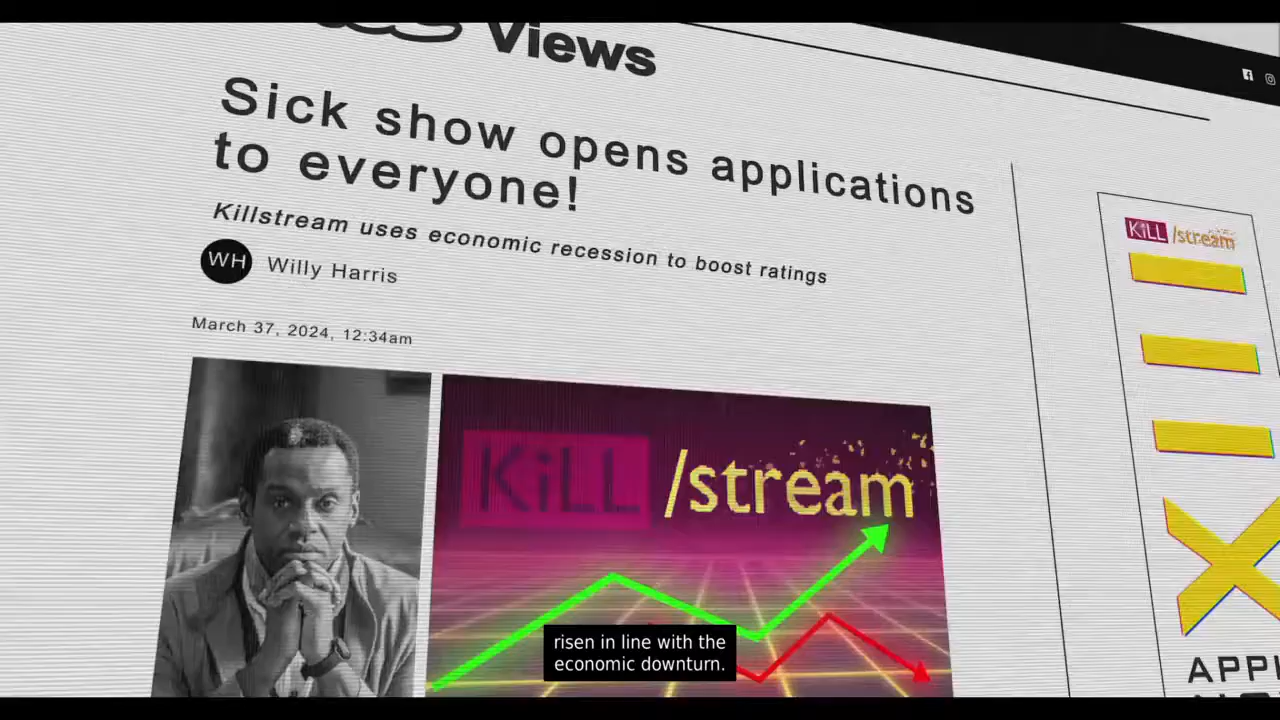 Views
Sick show opens applications
to everyone!
Killstream uses economic recession to boost ratings
WH Willy Harris
March 37, 2024, 12:34am
KiLL /stream
KiLL /stream
risen in line with the
economic downturn.